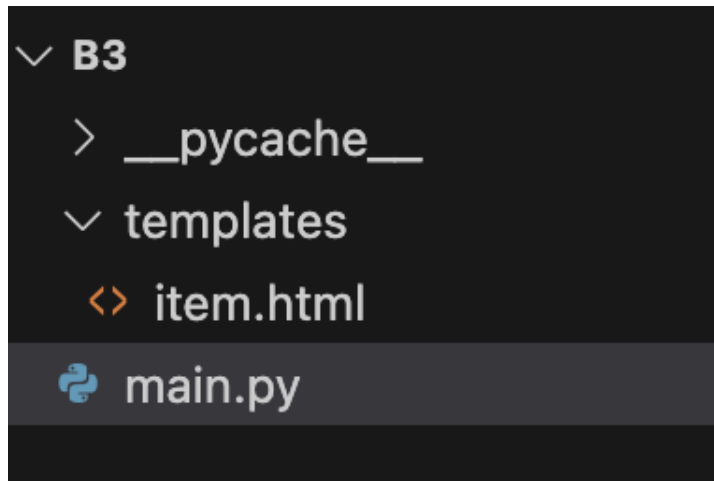 B3
__pycache__
templates
item.html
main.py